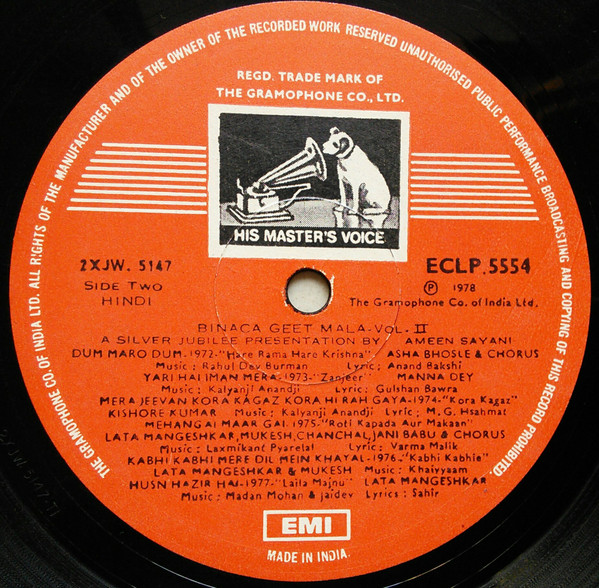 THE GRAMOPHONE CO. OF INDIA LTD. ALL RIGHTS OF THE MANUFACTURER AND OF THE OWNER OF THE RECORDED WORK RESERVED UNAUTHORISED PUBLIC PERFORMANCE BROADCASTING AND COPYING OF THIS RECORD PROHIBITED.
REGD. TRADE MARK OF
THE GRAMOPHONE CO., LTD.
HIS MASTER'S VOICE
2XJW. 5147
ECLP.5554
Side Two
HINDI
Ⓟ 1978
The Gramophone Co. of India Ltd.
BINACA GEET MALA-VOL- II
A SILVER JUBILEE PRESENTATION BY AMEEN SAYANI
DUM MARO DUM-1972-"Hare Rama Hare Krishna" ASHA BHOSLE & CHORUS
Music: Rahul Dev Burman Lyric: Anand Bakshi
YARI HAI IMAN MERA-1973-"Zanjeer" MANNA DEY
Music: Kalyanji Anandji Lyric: Gulshan Bawra
MERA JEEVAN KORA KAGAZ KORA HI RAH GAYA-1974-"Kora Kagaz"
KISHORE KUMAR Music: Kalyanji Anandji Lyric; M. G. Hsahmat
MEHANGAI MAAR GAI-1975-"Roti Kapada Aur Makaan"
LATA MANGESHKAR,MUKESH,CHANCHAL,JANI BABU & CHORUS
Music: Laxmikant Pyarelal Lyric: Varma Malik
KABHI KABHI MERE DIL MEIN KHAYAL-1976-"Kabhi Kabhie"
LATA MANGESHKAR & MUKESH Music: Khaiyyaam
HUSN HAZIR HAI-1977-"Laila Majnu" LATA MANGESHKAR
Music: Madan Mohan & Jaidev Lyrics: Sahir
EMI
MADE IN INDIA.